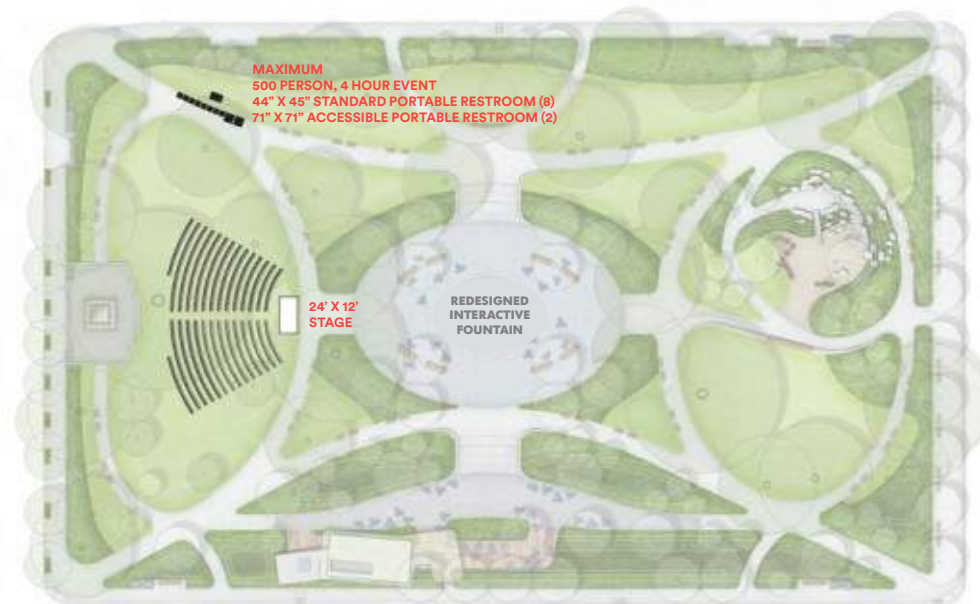 MAXIMUM
500 PERSON, 4 HOUR EVENT
44” X 45” STANDARD PORTABLE RESTROOM (8)
71” X 71” ACCESSIBLE PORTABLE RESTROOM (2)
24’ X 12’
STAGE
REDESIGNED
INTERACTIVE
FOUNTAIN